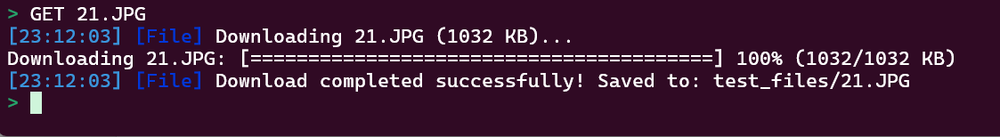 > GET 21.JPG
[23:12:03] [File] Downloading 21.JPG (1032 KB)...
Downloading 21.JPG: [========================================] 100% (1032/1032 KB)
[23:12:03] [File] Download completed successfully! Saved to: test_files/21.JPG
>